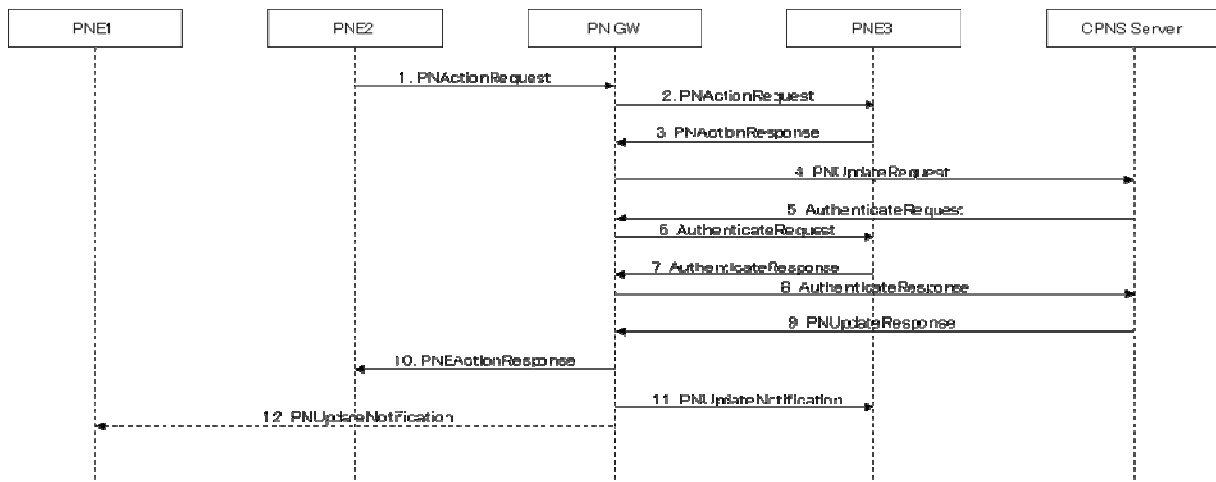 PNE1
PNE2
PN GW
PNE3
CPNS Server
1. PNActionRequest
2. PNActionRequest
3. PNActionResponse
4. PNUpdateRequest
5. AuthenticateRequest
6. AuthenticateRequest
7. AuthenticateResponse
8. AuthenticateResponse
9. PNUpdateResponse
10. PNEActionResponse
11. PNUpdateNotification
12. PNUpdateNotification